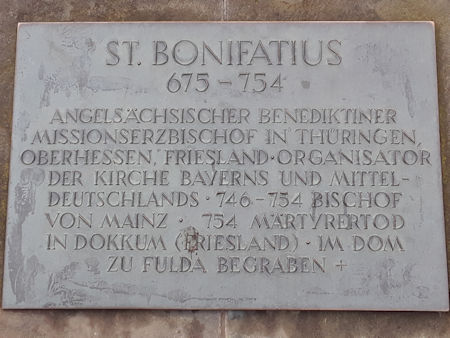 ST. BONIFATIUS
675 – 754
ANGELSÄCHSISCHER BENEDIKTINER
MISSIONSERZBISCHOF IN THÜRINGEN,
OBERHESSEN, FRIESLAND · ORGANISATOR
DER KIRCHE BAYERNS UND MITTEL-
DEUTSCHLANDS · 746–754 BISCHOF
VON MAINZ · 754 MÄRTYRERTOD
IN DOKKUM (FRIESLAND) · IM DOM
ZU FULDA BEGRABEN +